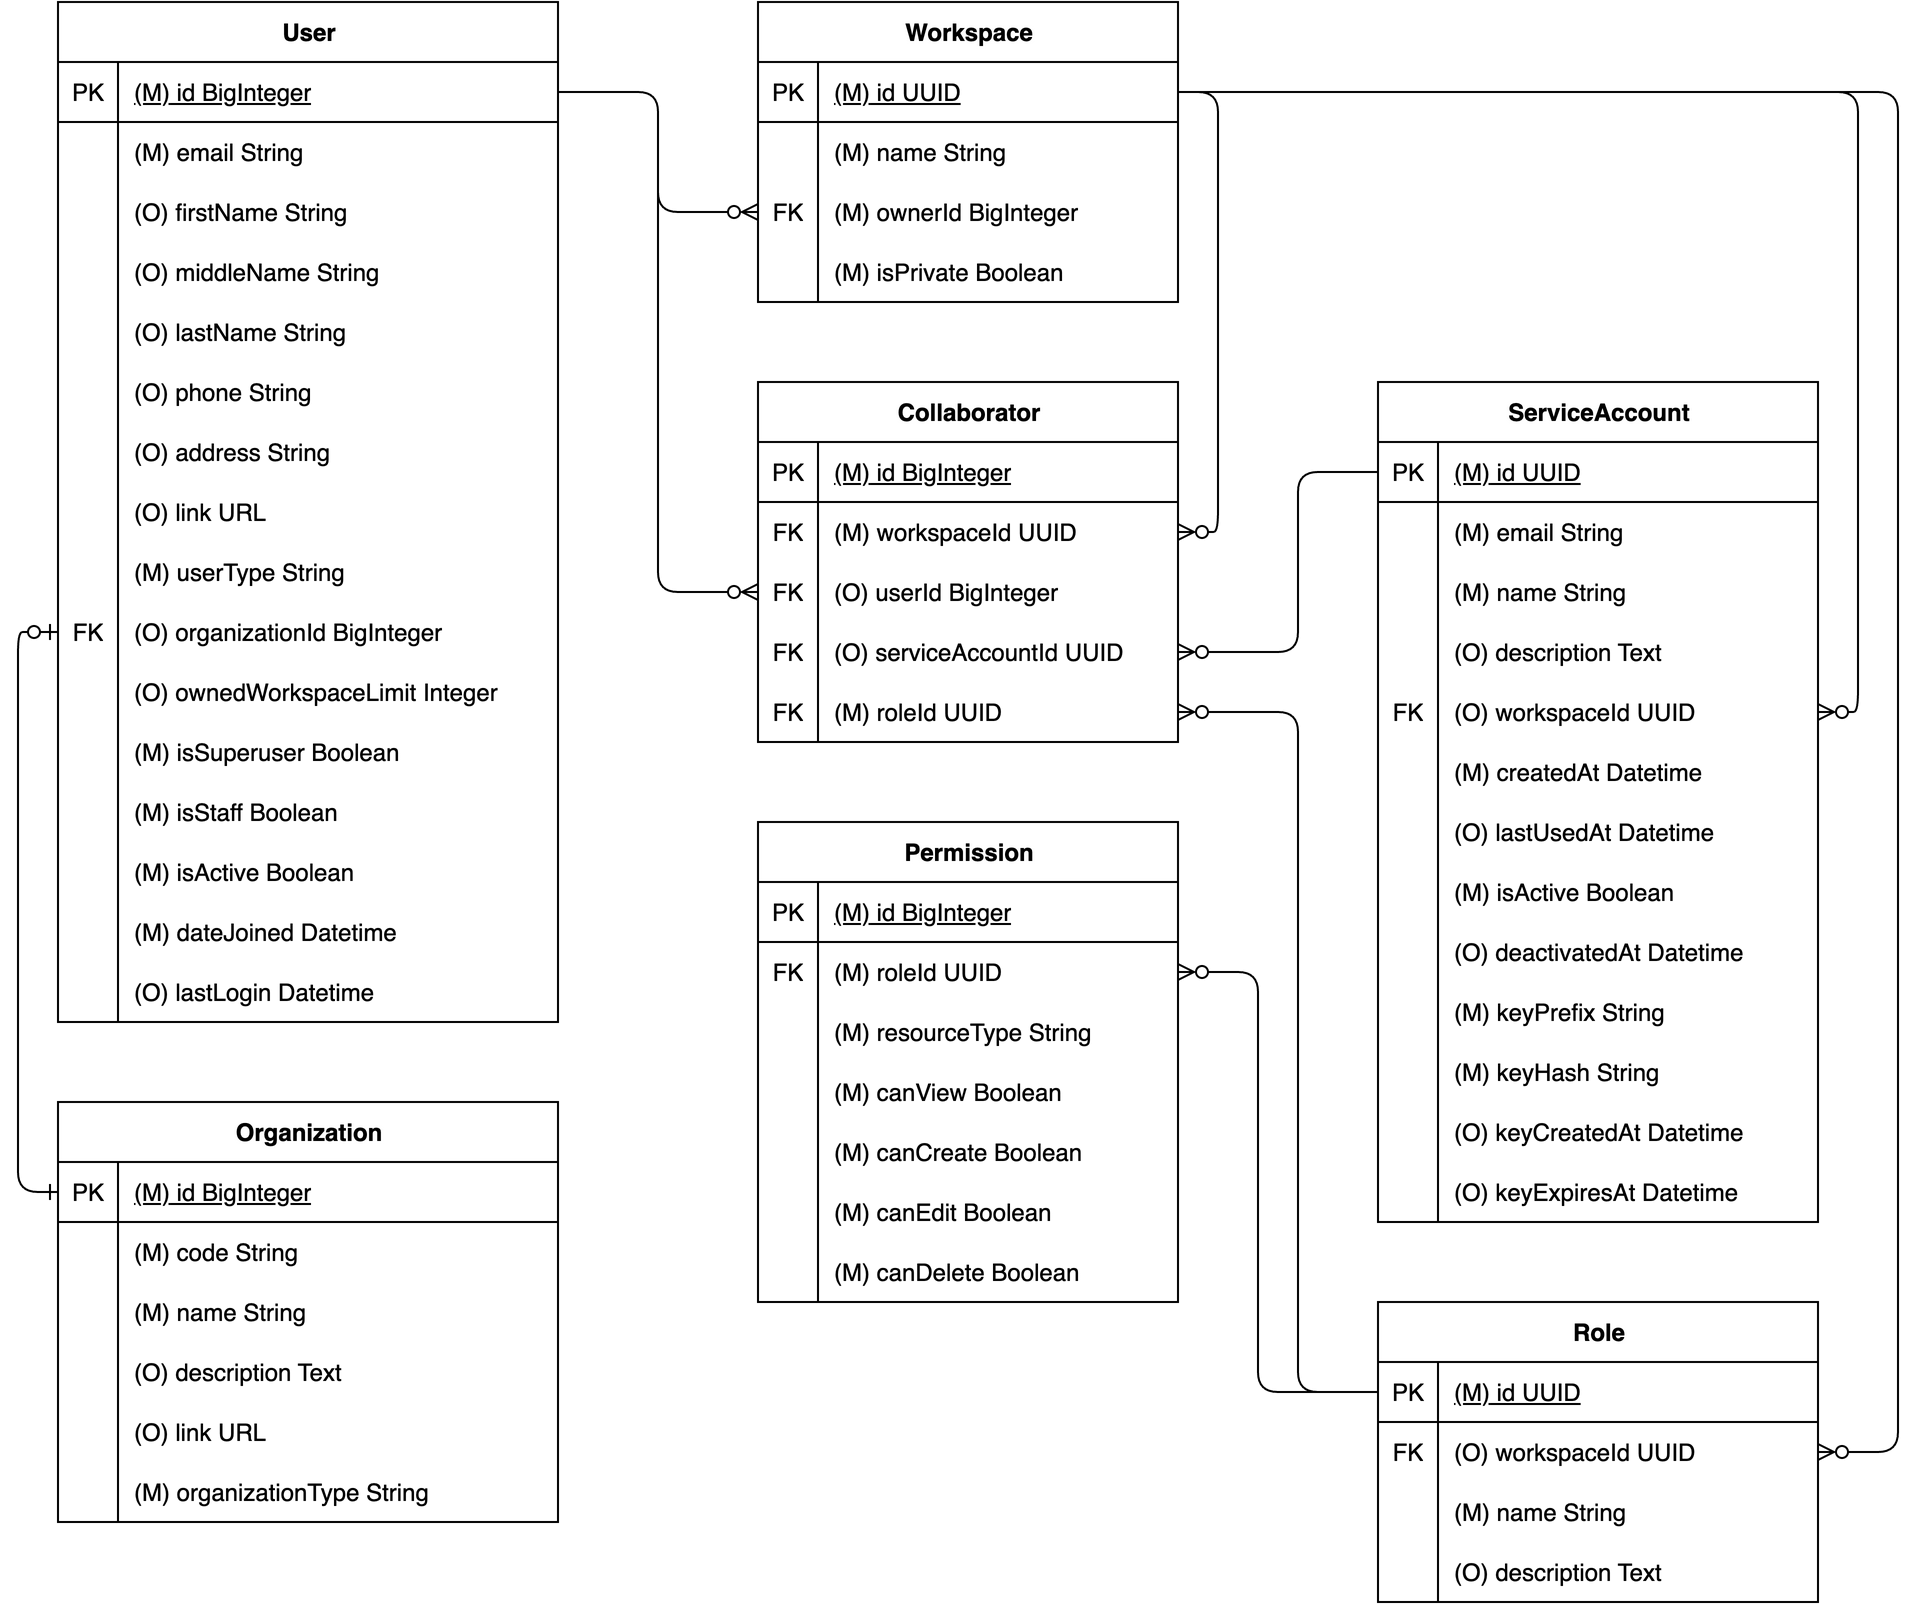 User
PK (M) id BigInteger
(M) email String
(O) firstName String
(O) middleName String
(O) lastName String
(O) phone String
(O) address String
(O) link URL
(M) userType String
FK (O) organizationId BigInteger
(O) ownedWorkspaceLimit Integer
(M) isSuperuser Boolean
(M) isStaff Boolean
(M) isActive Boolean
(M) dateJoined Datetime
(O) lastLogin Datetime
Organization
PK (M) id BigInteger
(M) code String
(M) name String
(O) description Text
(O) link URL
(M) organizationType String
Workspace
PK (M) id UUID
(M) name String
FK (M) ownerId BigInteger
(M) isPrivate Boolean
Collaborator
PK (M) id BigInteger
FK (M) workspaceId UUID
FK (O) userId BigInteger
FK (O) serviceAccountId UUID
FK (M) roleId UUID
Permission
PK (M) id BigInteger
FK (M) roleId UUID
(M) resourceType String
(M) canView Boolean
(M) canCreate Boolean
(M) canEdit Boolean
(M) canDelete Boolean
ServiceAccount
PK (M) id UUID
(M) email String
(M) name String
(O) description Text
FK (O) workspaceId UUID
(M) createdAt Datetime
(O) lastUsedAt Datetime
(M) isActive Boolean
(O) deactivatedAt Datetime
(M) keyPrefix String
(M) keyHash String
(O) keyCreatedAt Datetime
(O) keyExpiresAt Datetime
Role
PK (M) id UUID
FK (O) workspaceId UUID
(M) name String
(O) description Text